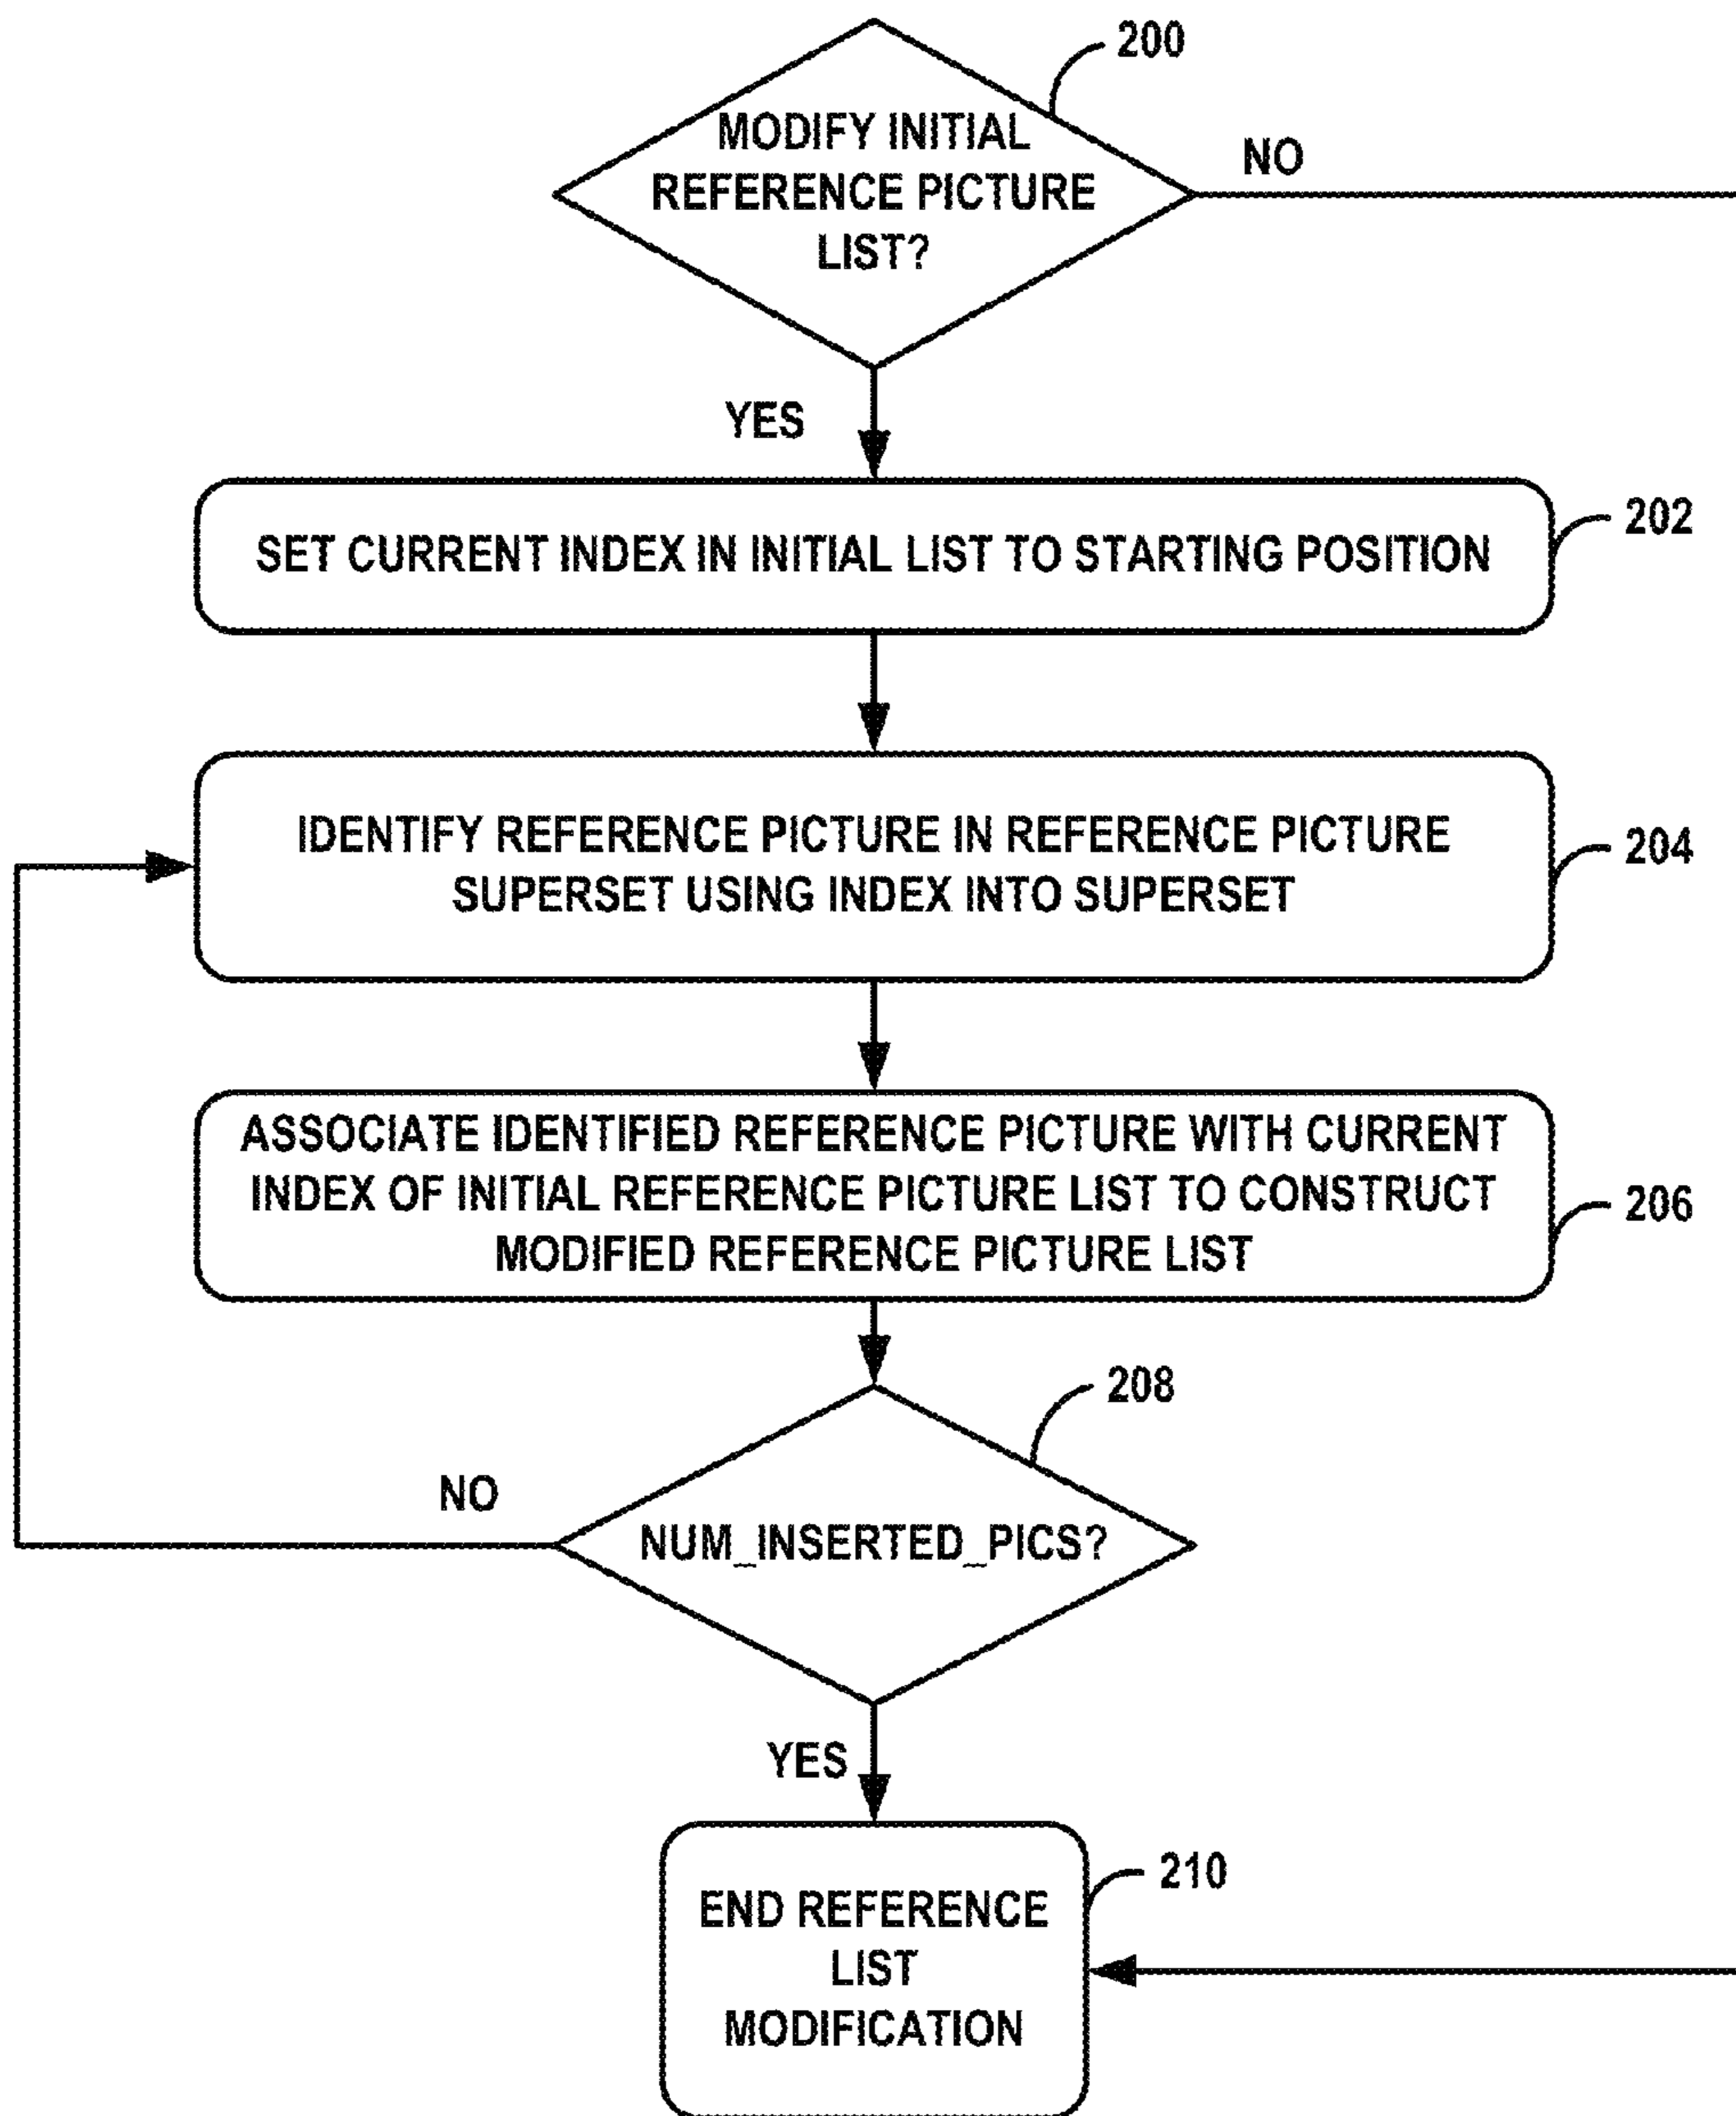 200
MODIFY INITIAL
REFERENCE PICTURE
LIST?
NO
YES
SET CURRENT INDEX IN INITIAL LIST TO STARTING POSITION
202
IDENTIFY REFERENCE PICTURE IN REFERENCE PICTURE
SUPERSET USING INDEX INTO SUPERSET
204
ASSOCIATE IDENTIFIED REFERENCE PICTURE WITH CURRENT
INDEX OF INITIAL REFERENCE PICTURE LIST TO CONSTRUCT
MODIFIED REFERENCE PICTURE LIST
206
208
NO
NUM_INSERTED_PICS?
YES
210
END REFERENCE
LIST
MODIFICATION